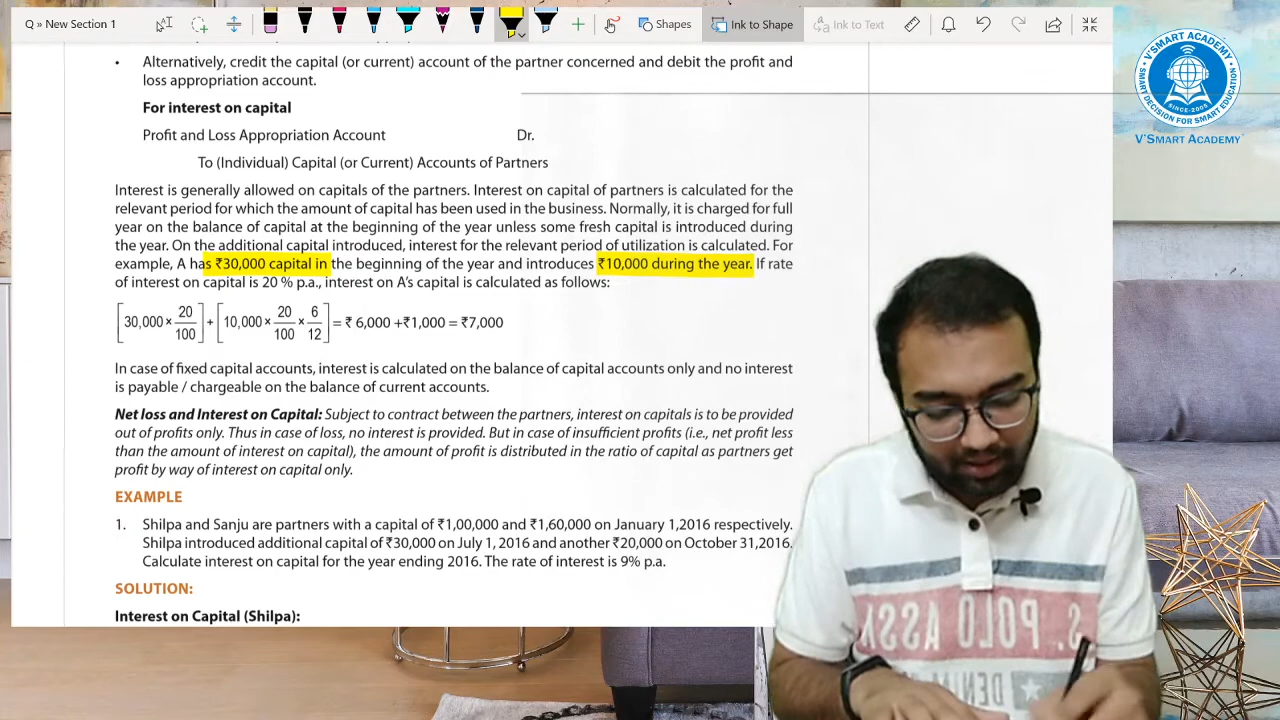 Q » New Section 1
Shapes
Ink to Shape
Ink to Text
• Alternatively, credit the capital (or current) account of the partner concerned and debit the profit and
loss appropriation account.
For interest on capital
Profit and Loss Appropriation Account Dr.
To (Individual) Capital (or Current) Accounts of Partners
Interest is generally allowed on capitals of the partners. Interest on capital of partners is calculated for the
relevant period for which the amount of capital has been used in the business. Normally, it is charged for full
year on the balance of capital at the beginning of the year unless some fresh capital is introduced during
the year. On the additional capital introduced, interest for the relevant period of utilization is calculated. For
example, A has ₹30,000 capital in the beginning of the year and introduces ₹10,000 during the year. If rate
of interest on capital is 20 % p.a., interest on A's capital is calculated as follows:
[30,000 × 20/100] + [10,000 × 20/100 × 6/12] = ₹ 6,000 +₹1,000 = ₹7,000
In case of fixed capital accounts, interest is calculated on the balance of capital accounts only and no interest
is payable / chargeable on the balance of current accounts.
Net loss and Interest on Capital: Subject to contract between the partners, interest on capitals is to be provided
out of profits only. Thus in case of loss, no interest is provided. But in case of insufficient profits (i.e., net profit less
than the amount of interest on capital), the amount of profit is distributed in the ratio of capital as partners get
profit by way of interest on capital only.
EXAMPLE
1. Shilpa and Sanju are partners with a capital of ₹1,00,000 and ₹1,60,000 on January 1,2016 respectively.
Shilpa introduced additional capital of ₹30,000 on July 1, 2016 and another ₹20,000 on October 31,2016.
Calculate interest on capital for the year ending 2016. The rate of interest is 9% p.a.
SOLUTION:
Interest on Capital (Shilpa):
V'SMART ACADEMY
SMART DECISION FOR SMART EDUCATION
SINCE-2005
V'SMART ACADEMY
U.S. POLO ASSN
DENIM